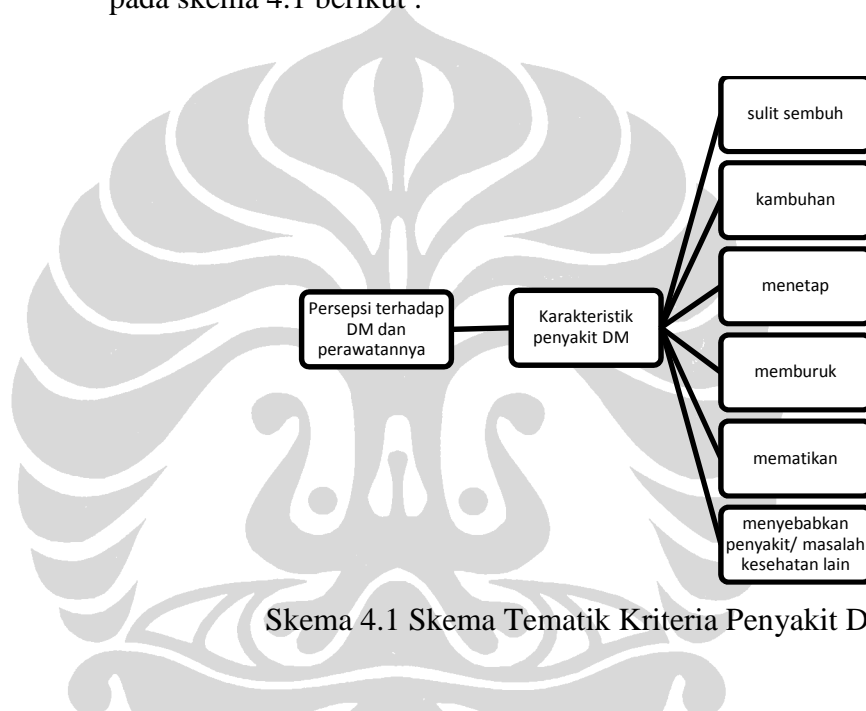 pada skema 4.1 berikut :
sulit sembuh
kambuhan
menetap
Persepsi terhadap
DM dan
perawatannya
Karakteristik
penyakit DM
memburuk
mematikan
menyebabkan
penyakit/ masalah
kesehatan lain
Skema 4.1 Skema Tematik Kriteria Penyakit D